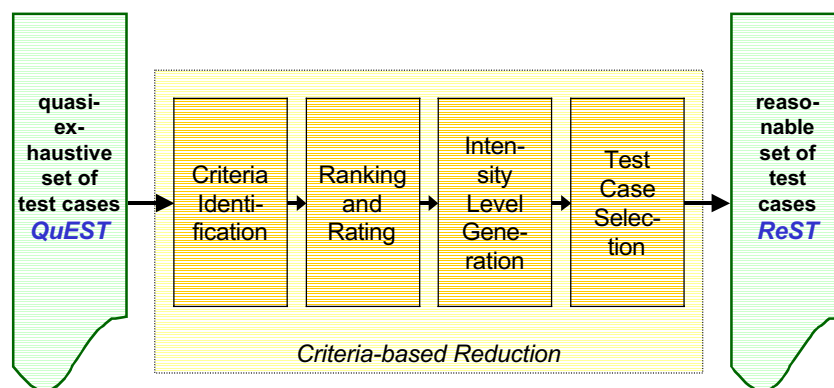 quasi-
ex-
haustive
set of
test cases
QuEST
Criteria
Identi-
fication
Ranking
and
Rating
Inten-
sity
Level
Gene-
ration
Test
Case
Selec-
tion
reaso-
nable
set of
test
cases
ReST
Criteria-based Reduction